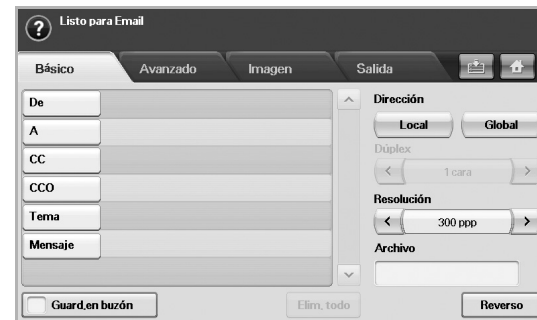 Listo para Email
Básico Avanzado Imagen Salida
De
A
CC
CCO
Tema
Mensaje
Dirección
Local Global
Dúplex
1 cara
Resolución
300 ppp
Archivo
Guard.en buzón Elim. todo Reverso